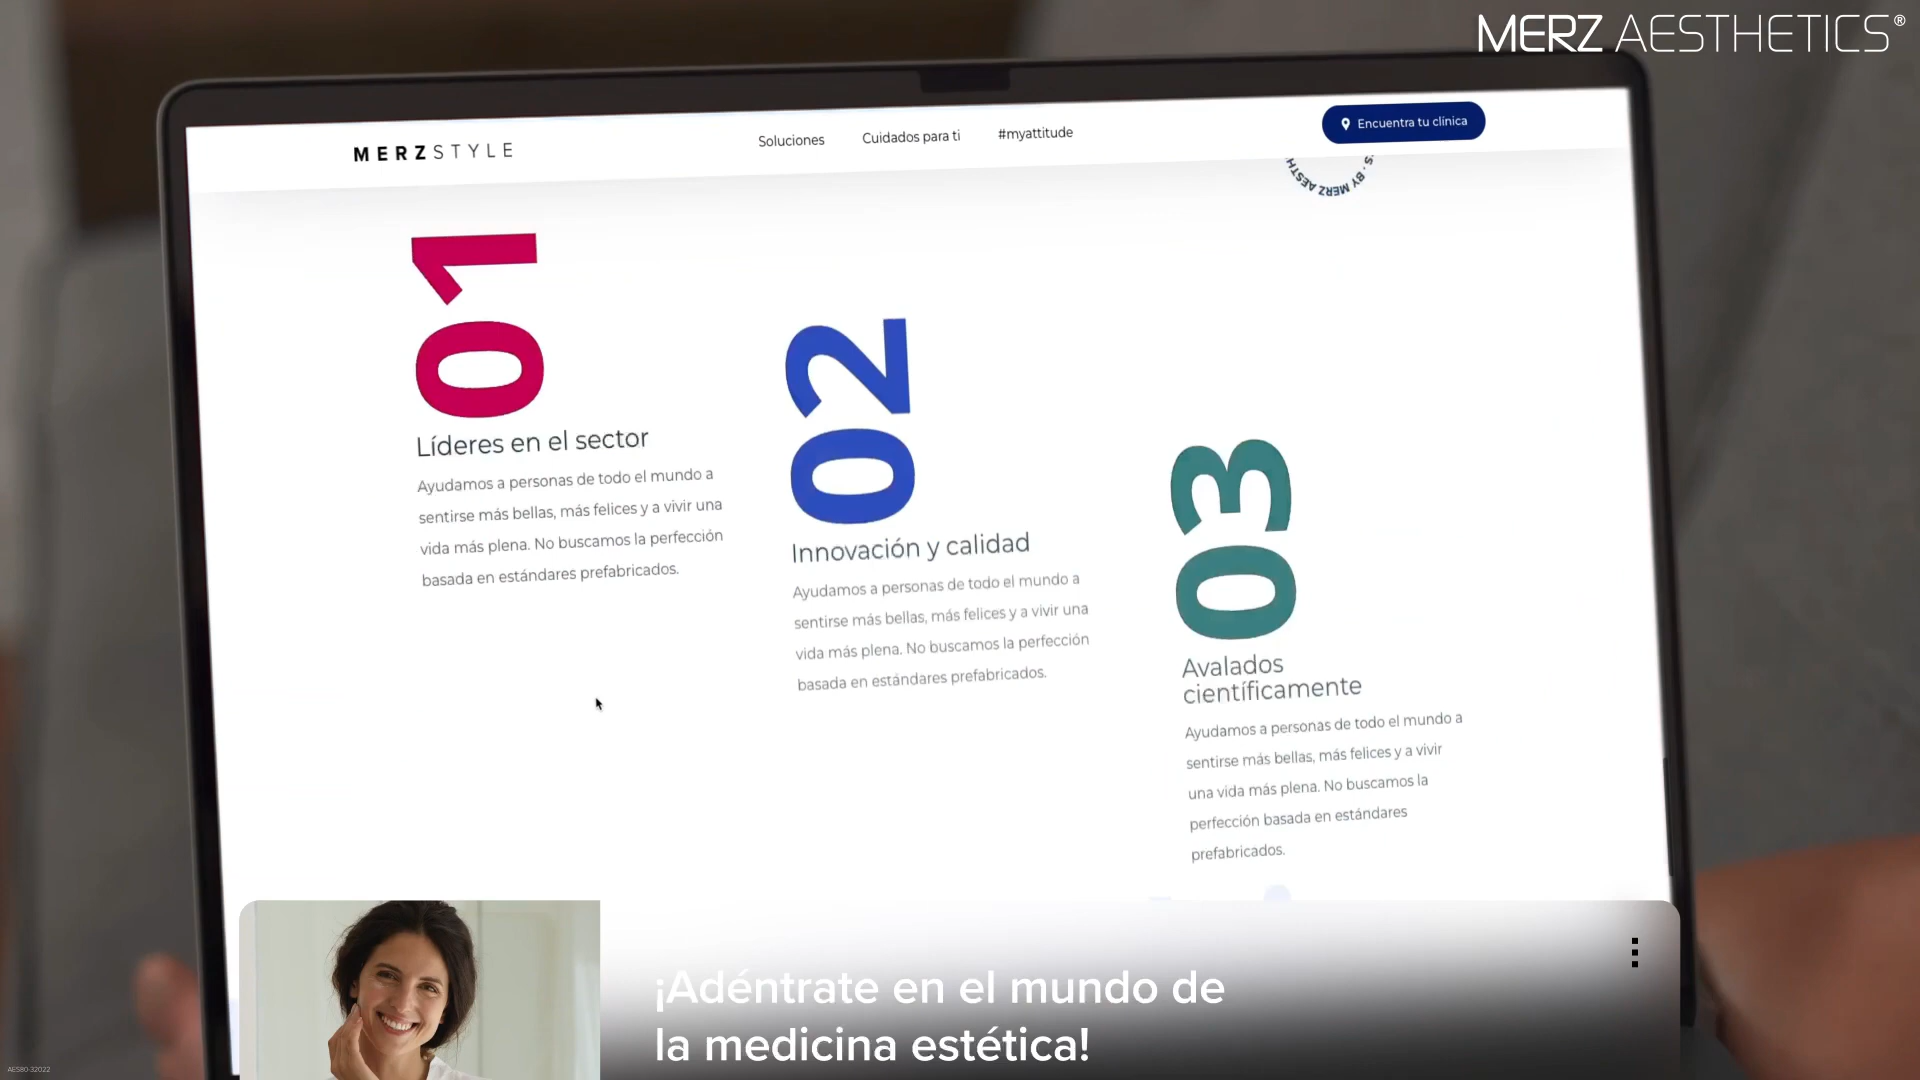 MERZ AESTHETICS®
MERZSTYLE
Soluciones
Cuidados para ti
#myattitude
Encuentra tu clínica
S · BY MERZ AESTH
01
Líderes en el sector
Ayudamos a personas de todo el mundo a
sentirse más bellas, más felices y a vivir una
vida más plena. No buscamos la perfección
basada en estándares prefabricados.
02
Innovación y calidad
Ayudamos a personas de todo el mundo a
sentirse más bellas, más felices y a vivir una
vida más plena. No buscamos la perfección
basada en estándares prefabricados.
03
Avalados
científicamente
Ayudamos a personas de todo el mundo a
sentirse más bellas, más felices y a vivir
una vida más plena. No buscamos la
perfección basada en estándares
prefabricados.
¡Adéntrate en el mundo de
la medicina estética!
AES80-32022